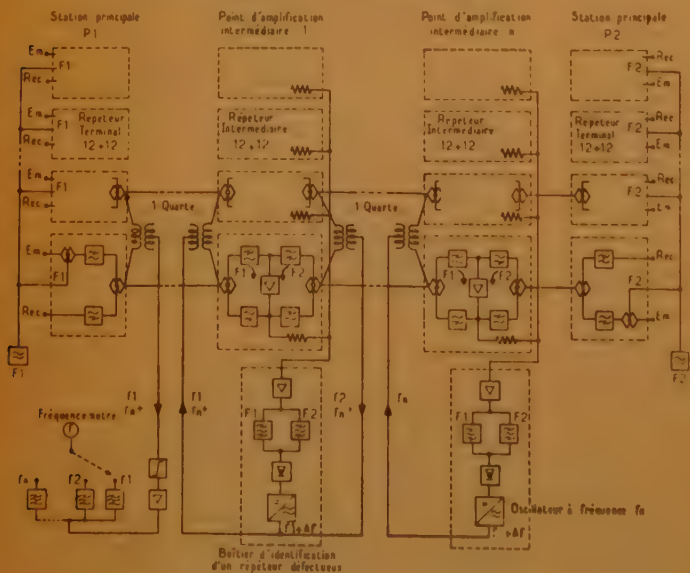 Station principale
P1
Point d'amplification
intermédiaire 1
Point d'amplification
intermédiaire n
Station principale
P2
Em
F1
Rec
Rec
F2
Em
Em
F1
Rec
Répéteur
Terminal
12+12
Répéteur
Intermédiaire
12+12
Répéteur
Intermédiaire
12+12
Répéteur
Terminal
12+12
Rec
F2
Em
Em
F1
Rec
1 Quarte
1 Quarte
Rec
F2
Em
F1
Rec
F1
F2
F1
F2
Rec
F2
Em
F1
F2
Fréquencemètre
fn
f2
f1
f1
fn+
f1
fn+
F1
F2
f2
fn+
fn
F1
F2
Oscillateur à fréquence fn
f1+Δf
+Δf
Boîtier d'identification
d'un répéteur défectueux